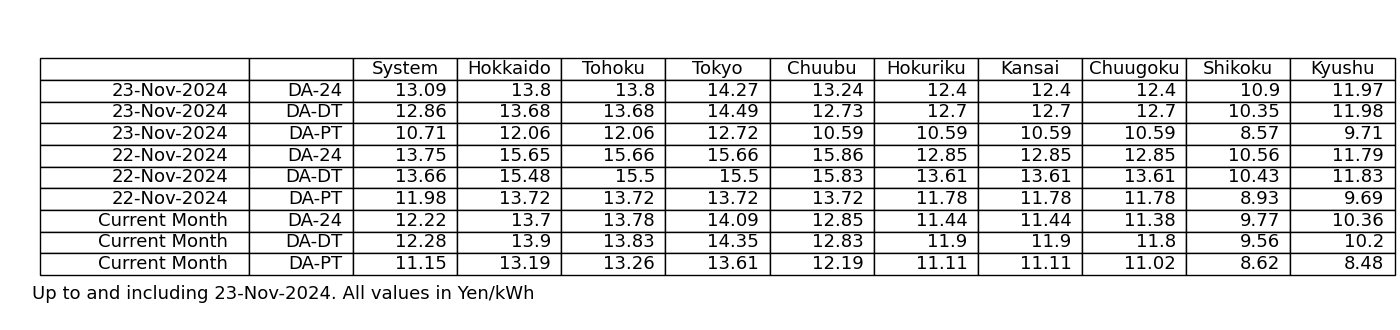 System Hokkaido Tohoku Tokyo Chuubu Hokuriku Kansai Chuugoku Shikoku Kyushu
23-Nov-2024 DA-24 13.09 13.8 13.8 14.27 13.24 12.4 12.4 12.4 10.9 11.97
23-Nov-2024 DA-DT 12.86 13.68 13.68 14.49 12.73 12.7 12.7 12.7 10.35 11.98
23-Nov-2024 DA-PT 10.71 12.06 12.06 12.72 10.59 10.59 10.59 10.59 8.57 9.71
22-Nov-2024 DA-24 13.75 15.65 15.66 15.66 15.86 12.85 12.85 12.85 10.56 11.79
22-Nov-2024 DA-DT 13.66 15.48 15.5 15.5 15.83 13.61 13.61 13.61 10.43 11.83
22-Nov-2024 DA-PT 11.98 13.72 13.72 13.72 13.72 11.78 11.78 11.78 8.93 9.69
Current Month DA-24 12.22 13.7 13.78 14.09 12.85 11.44 11.44 11.38 9.77 10.36
Current Month DA-DT 12.28 13.9 13.83 14.35 12.83 11.9 11.9 11.8 9.56 10.2
Current Month DA-PT 11.15 13.19 13.26 13.61 12.19 11.11 11.11 11.02 8.62 8.48
Up to and including 23-Nov-2024. All values in Yen/kWh